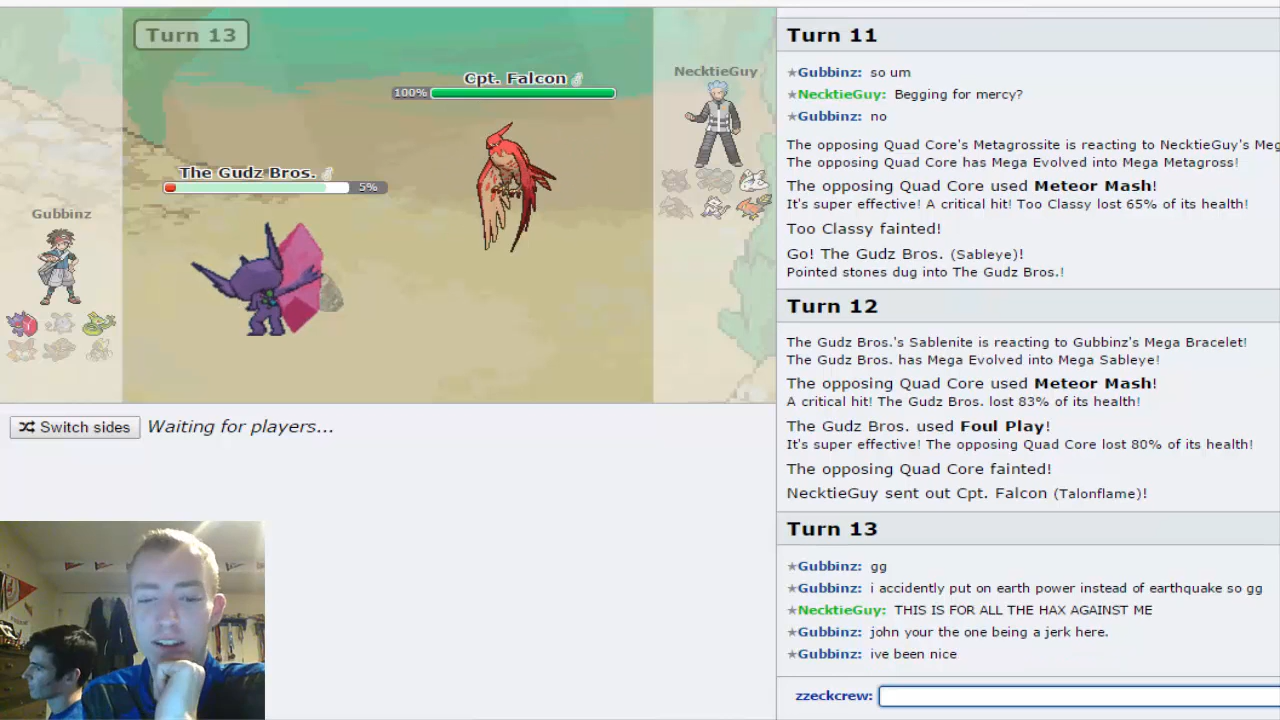 Turn 13
Cpt. Falcon
100%
NecktieGuy
The Gudz Bros.
5%
Gubbinz
Switch sides
Waiting for players...
Turn 11
★Gubbinz: so um
★NecktieGuy: Begging for mercy?
★Gubbinz: no
The opposing Quad Core's Metagrossite is reacting to NecktieGuy's Meg
The opposing Quad Core has Mega Evolved into Mega Metagross!
The opposing Quad Core used Meteor Mash!
It's super effective! A critical hit! Too Classy lost 65% of its health!
Too Classy fainted!
Go! The Gudz Bros. (Sableye)!
Pointed stones dug into The Gudz Bros.!
Turn 12
The Gudz Bros.'s Sablenite is reacting to Gubbinz's Mega Bracelet!
The Gudz Bros. has Mega Evolved into Mega Sableye!
The opposing Quad Core used Meteor Mash!
A critical hit! The Gudz Bros. lost 83% of its health!
The Gudz Bros. used Foul Play!
It's super effective! The opposing Quad Core lost 80% of its health!
The opposing Quad Core fainted!
NecktieGuy sent out Cpt. Falcon (Talonflame)!
Turn 13
★Gubbinz: gg
★Gubbinz: i accidently put on earth power instead of earthquake so gg
★NecktieGuy: THIS IS FOR ALL THE HAX AGAINST ME
★Gubbinz: john your the one being a jerk here.
★Gubbinz: ive been nice
zzeckcrew: